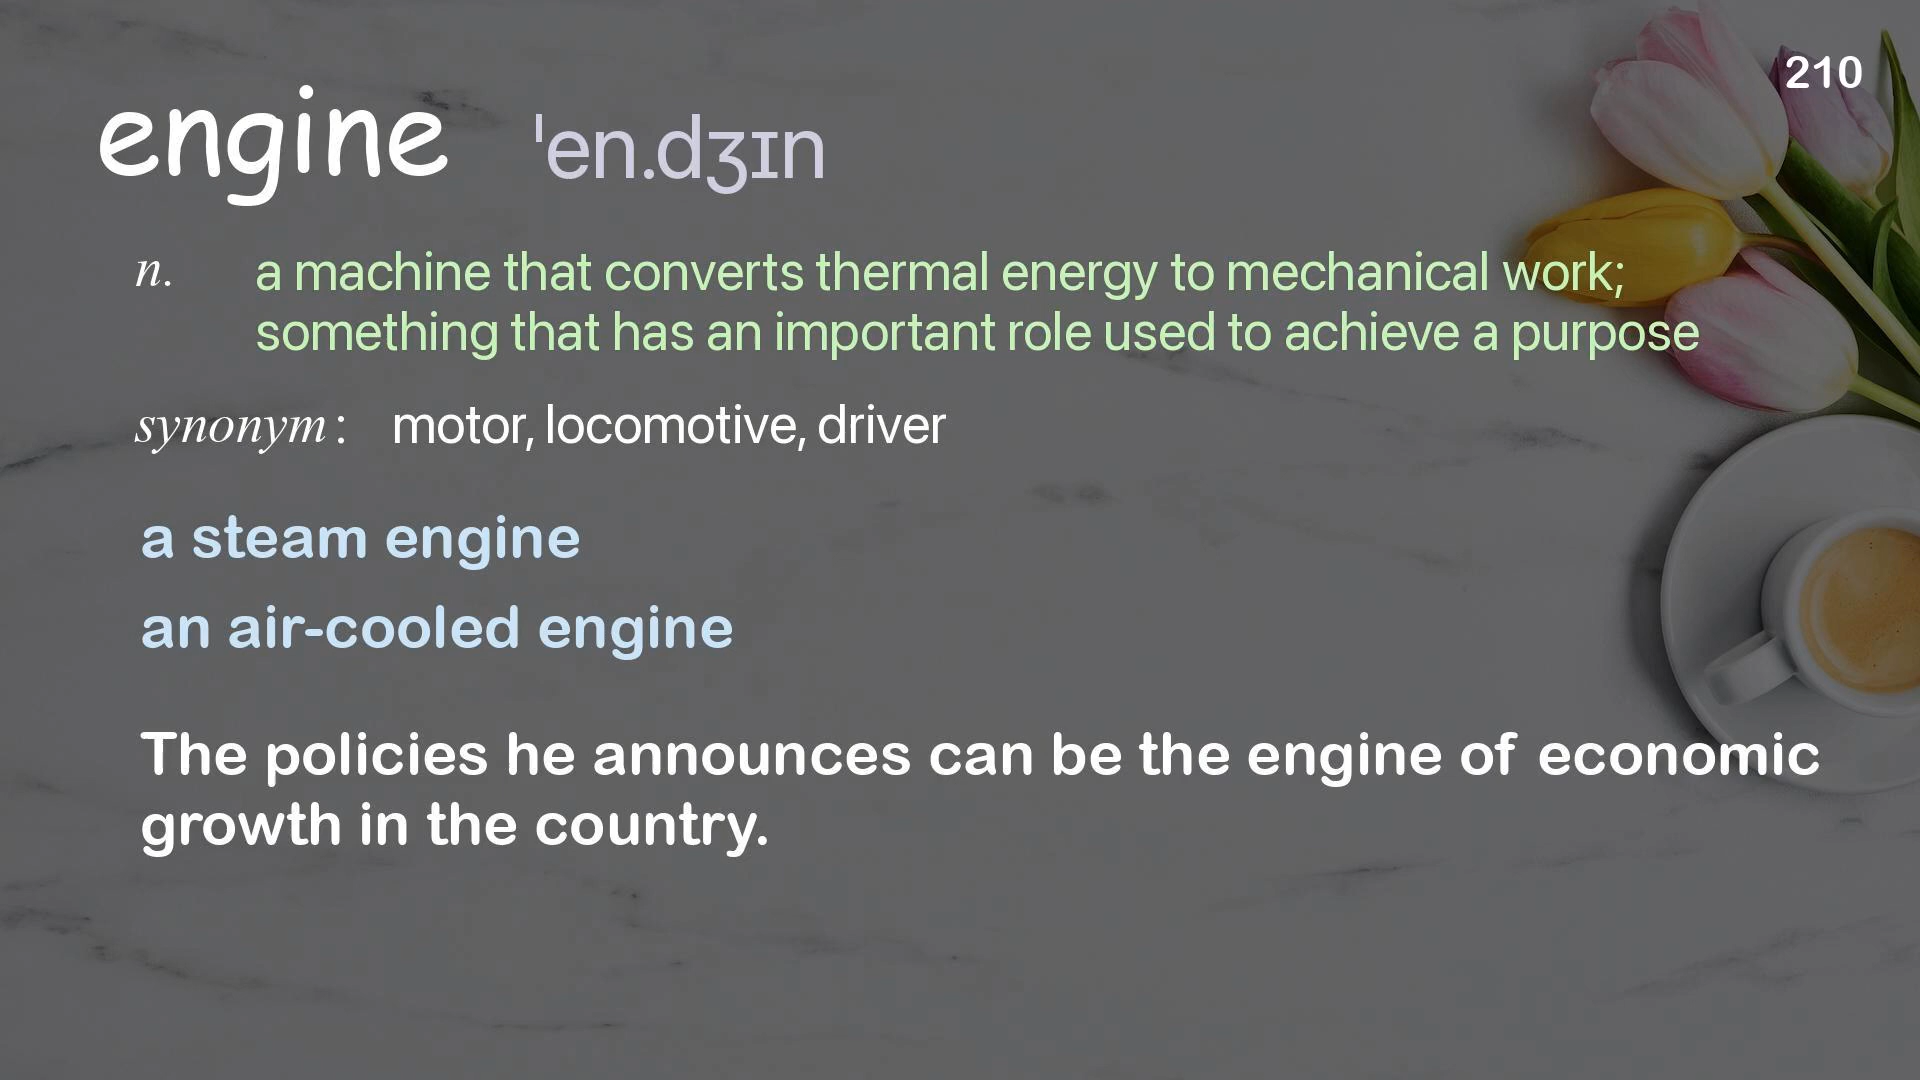 210
engine ˈen.dʒɪn
n. a machine that converts thermal energy to mechanical work;
something that has an important role used to achieve a purpose
synonym: motor, locomotive, driver
a steam engine
an air-cooled engine
The policies he announces can be the engine of economic
growth in the country.